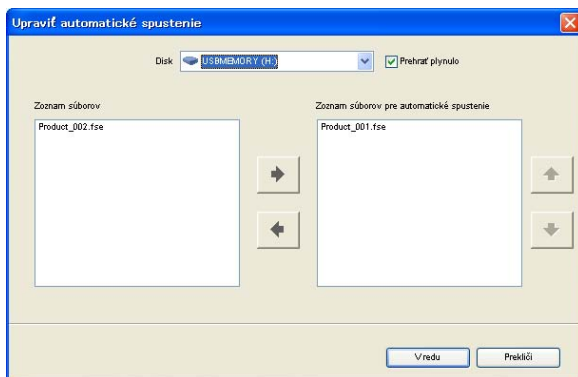 Upraviť automatické spustenie
Disk USBMEMORY (H:) Prehrať plynulo
Zoznam súborov
Zoznam súborov pre automatické spustenie
Product_002.fse
Product_001.fse
V redu
Prekliči